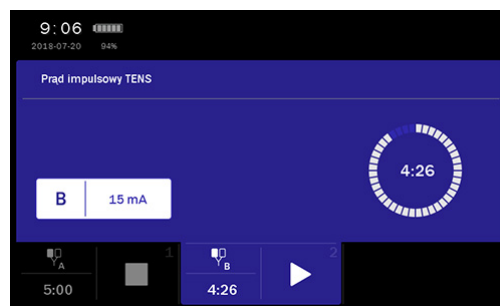 9:06
2018-07-20 94%
Prąd impulsowy TENS
4:26
B 15 mA
A 1
5:00
B 2
4:26